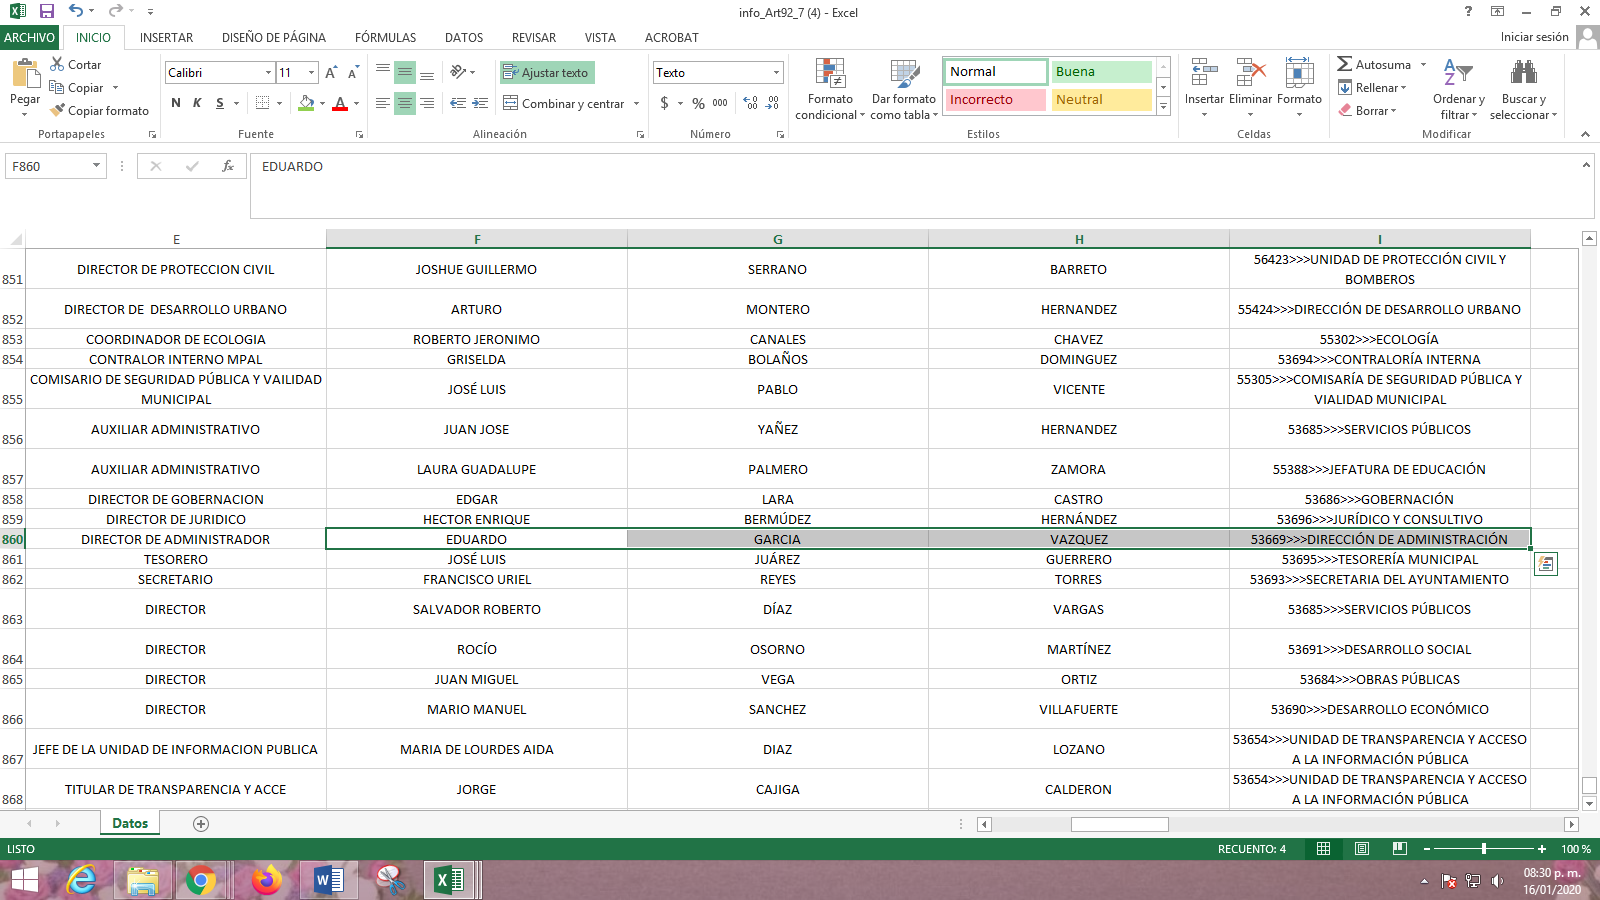 info_Art92_7 (4) - Excel
ARCHIVO INICIO INSERTAR DISEÑO DE PÁGINA FÓRMULAS DATOS REVISAR VISTA ACROBAT Iniciar sesión
Pegar Cortar Copiar Copiar formato
Portapapeles
Calibri 11
N K S
Fuente
Ajustar texto
Combinar y centrar
Alineación
Texto
$ % 000
Número
Formato condicional Dar formato como tabla
Normal Buena
Incorrecto Neutral
Estilos
Insertar Eliminar Formato
Celdas
Autosuma
Rellenar
Borrar
Ordenar y filtrar Buscar y seleccionar
Modificar
F860 fx EDUARDO
E F G H I
851 DIRECTOR DE PROTECCION CIVIL JOSHUE GUILLERMO SERRANO BARRETO 56423>>>UNIDAD DE PROTECCIÓN CIVIL Y BOMBEROS
852 DIRECTOR DE  DESARROLLO URBANO ARTURO MONTERO HERNANDEZ 55424>>>DIRECCIÓN DE DESARROLLO URBANO
853 COORDINADOR DE ECOLOGIA ROBERTO JERONIMO CANALES CHAVEZ 55302>>>ECOLOGÍA
854 CONTRALOR INTERNO MPAL GRISELDA BOLAÑOS DOMINGUEZ 53694>>>CONTRALORÍA INTERNA
855 COMISARIO DE SEGURIDAD PÚBLICA Y VAILIDAD MUNICIPAL JOSÉ LUIS PABLO VICENTE 55305>>>COMISARÍA DE SEGURIDAD PÚBLICA Y VIALIDAD MUNICIPAL
856 AUXILIAR ADMINISTRATIVO JUAN JOSE YAÑEZ HERNANDEZ 53685>>>SERVICIOS PÚBLICOS
857 AUXILIAR ADMINISTRATIVO LAURA GUADALUPE PALMERO ZAMORA 55388>>>JEFATURA DE EDUCACIÓN
858 DIRECTOR DE GOBERNACION EDGAR LARA CASTRO 53686>>>GOBERNACIÓN
859 DIRECTOR DE JURIDICO HECTOR ENRIQUE BERMÚDEZ HERNÁNDEZ 53696>>>JURÍDICO Y CONSULTIVO
860 DIRECTOR DE ADMINISTRADOR EDUARDO GARCIA VAZQUEZ 53669>>>DIRECCIÓN DE ADMINISTRACIÓN
861 TESORERO JOSÉ LUIS JUÁREZ GUERRERO 53695>>>TESORERÍA MUNICIPAL
862 SECRETARIO FRANCISCO URIEL REYES TORRES 53693>>>SECRETARIA DEL AYUNTAMIENTO
863 DIRECTOR SALVADOR ROBERTO DÍAZ VARGAS 53685>>>SERVICIOS PÚBLICOS
864 DIRECTOR ROCÍO OSORNO MARTÍNEZ 53691>>>DESARROLLO SOCIAL
865 DIRECTOR JUAN MIGUEL VEGA ORTIZ 53684>>>OBRAS PÚBLICAS
866 DIRECTOR MARIO MANUEL SANCHEZ VILLAFUERTE 53690>>>DESARROLLO ECONÓMICO
867 JEFE DE LA UNIDAD DE INFORMACION PUBLICA MARIA DE LOURDES AIDA DIAZ LOZANO 53654>>>UNIDAD DE TRANSPARENCIA Y ACCESO A LA INFORMACIÓN PÚBLICA
868 TITULAR DE TRANSPARENCIA Y ACCE JORGE CAJIGA CALDERON 53654>>>UNIDAD DE TRANSPARENCIA Y ACCESO A LA INFORMACIÓN PÚBLICA
Datos
LISTO RECUENTO: 4 100 %
08:30 p. m.
16/01/2020